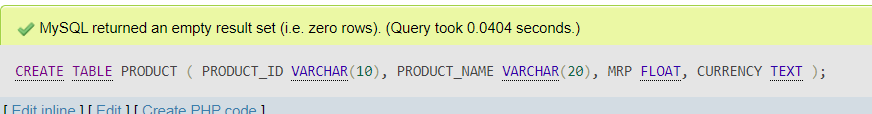 MySQL returned an empty result set (i.e. zero rows). (Query took 0.0404 seconds.)
CREATE TABLE PRODUCT ( PRODUCT_ID VARCHAR(10), PRODUCT_NAME VARCHAR(20), MRP FLOAT, CURRENCY TEXT );
[ Edit inline ] [ Edit ] [ Create PHP code ]